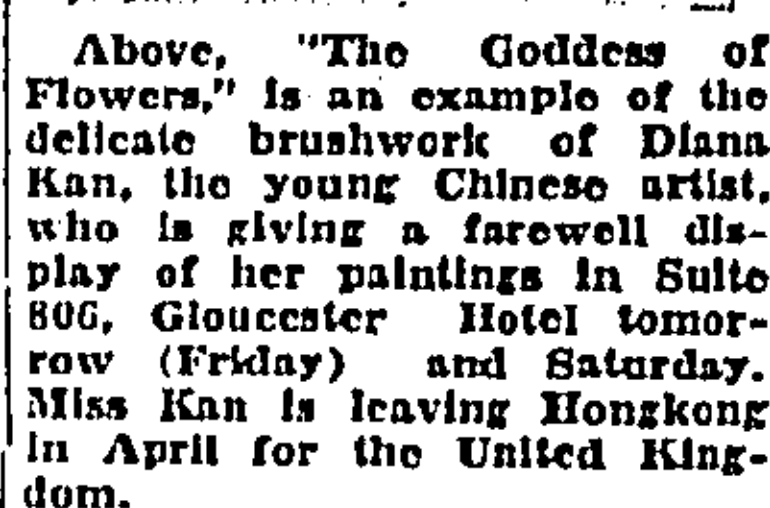 Above, "The Goddess of
Flowers," is an example of the
delicate brushwork of Diana
Kan, the young Chinese artist,
who is giving a farewell dis-
play of her paintings in Suite
806, Gloucester Hotel tomor-
row (Friday) and Saturday.
Miss Kan is leaving Hongkong
in April for the United King-
dom.